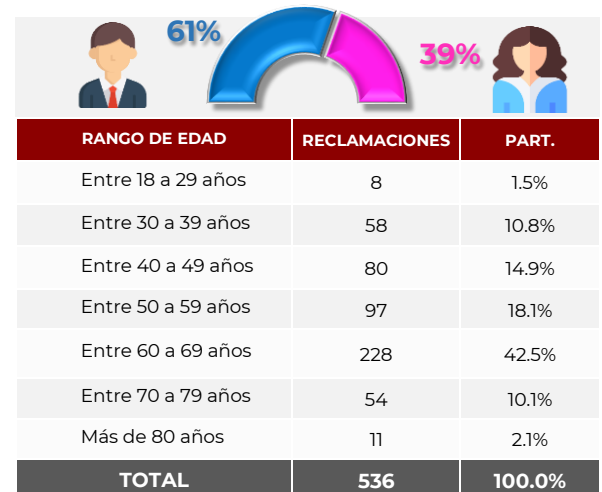 61%
39%
RANGO DE EDAD RECLAMACIONES PART.
Entre 18 a 29 años 8 1.5%
Entre 30 a 39 años 58 10.8%
Entre 40 a 49 años 80 14.9%
Entre 50 a 59 años 97 18.1%
Entre 60 a 69 años 228 42.5%
Entre 70 a 79 años 54 10.1%
Más de 80 años 11 2.1%
TOTAL 536 100.0%